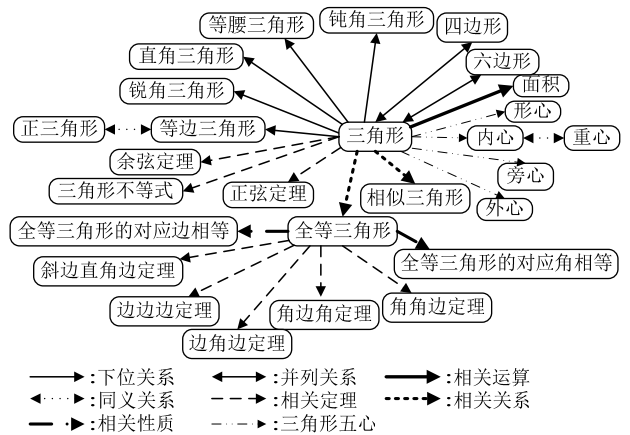 等腰三角形
钝角三角形
四边形
直角三角形
六边形
面积
锐角三角形
形心
正三角形
等边三角形
三角形
内心
重心
余弦定理
旁心
三角形不等式
正弦定理
相似三角形
外心
全等三角形的对应边相等
全等三角形
全等三角形的对应角相等
斜边直角边定理
边边边定理
角边角定理
角角边定理
边角边定理
:下位关系
:并列关系
:相关运算
:同义关系
:相关定理
:相关关系
:相关性质
:三角形五心